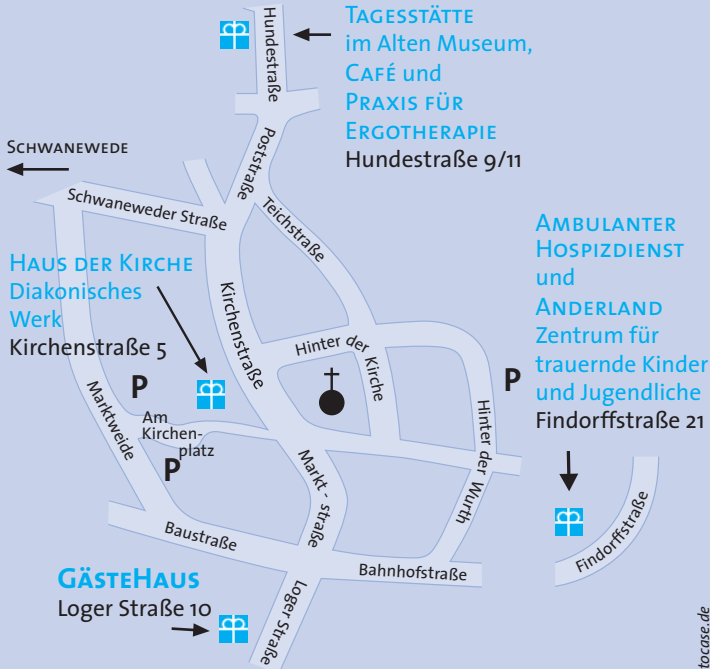 TAGESSTÄTTE
im Alten Museum,
CAFÉ und
PRAXIS FÜR
ERGOTHERAPIE
Hundestraße 9/11
Hundestraße
SCHWANEWEDE
Poststraße
Schwaneweder Straße
Teichstraße
HAUS DER KIRCHE
Diakonisches
Werk
Kirchenstraße 5
Kirchenstraße
Hinter der Kirche
AMBULANTER
HOSPIZDIENST
und
ANDERLAND
Zentrum für
trauernde Kinder
und Jugendliche
Findorffstraße 21
P
P
Marktweide
Am
Kirchen-
platz
P
Markt - straße
Hinter der Wurth
Baustraße
Bahnhofstraße
Findorffstraße
GÄSTEHAUS
Loger Straße 10
Loger Straße
tocase.de